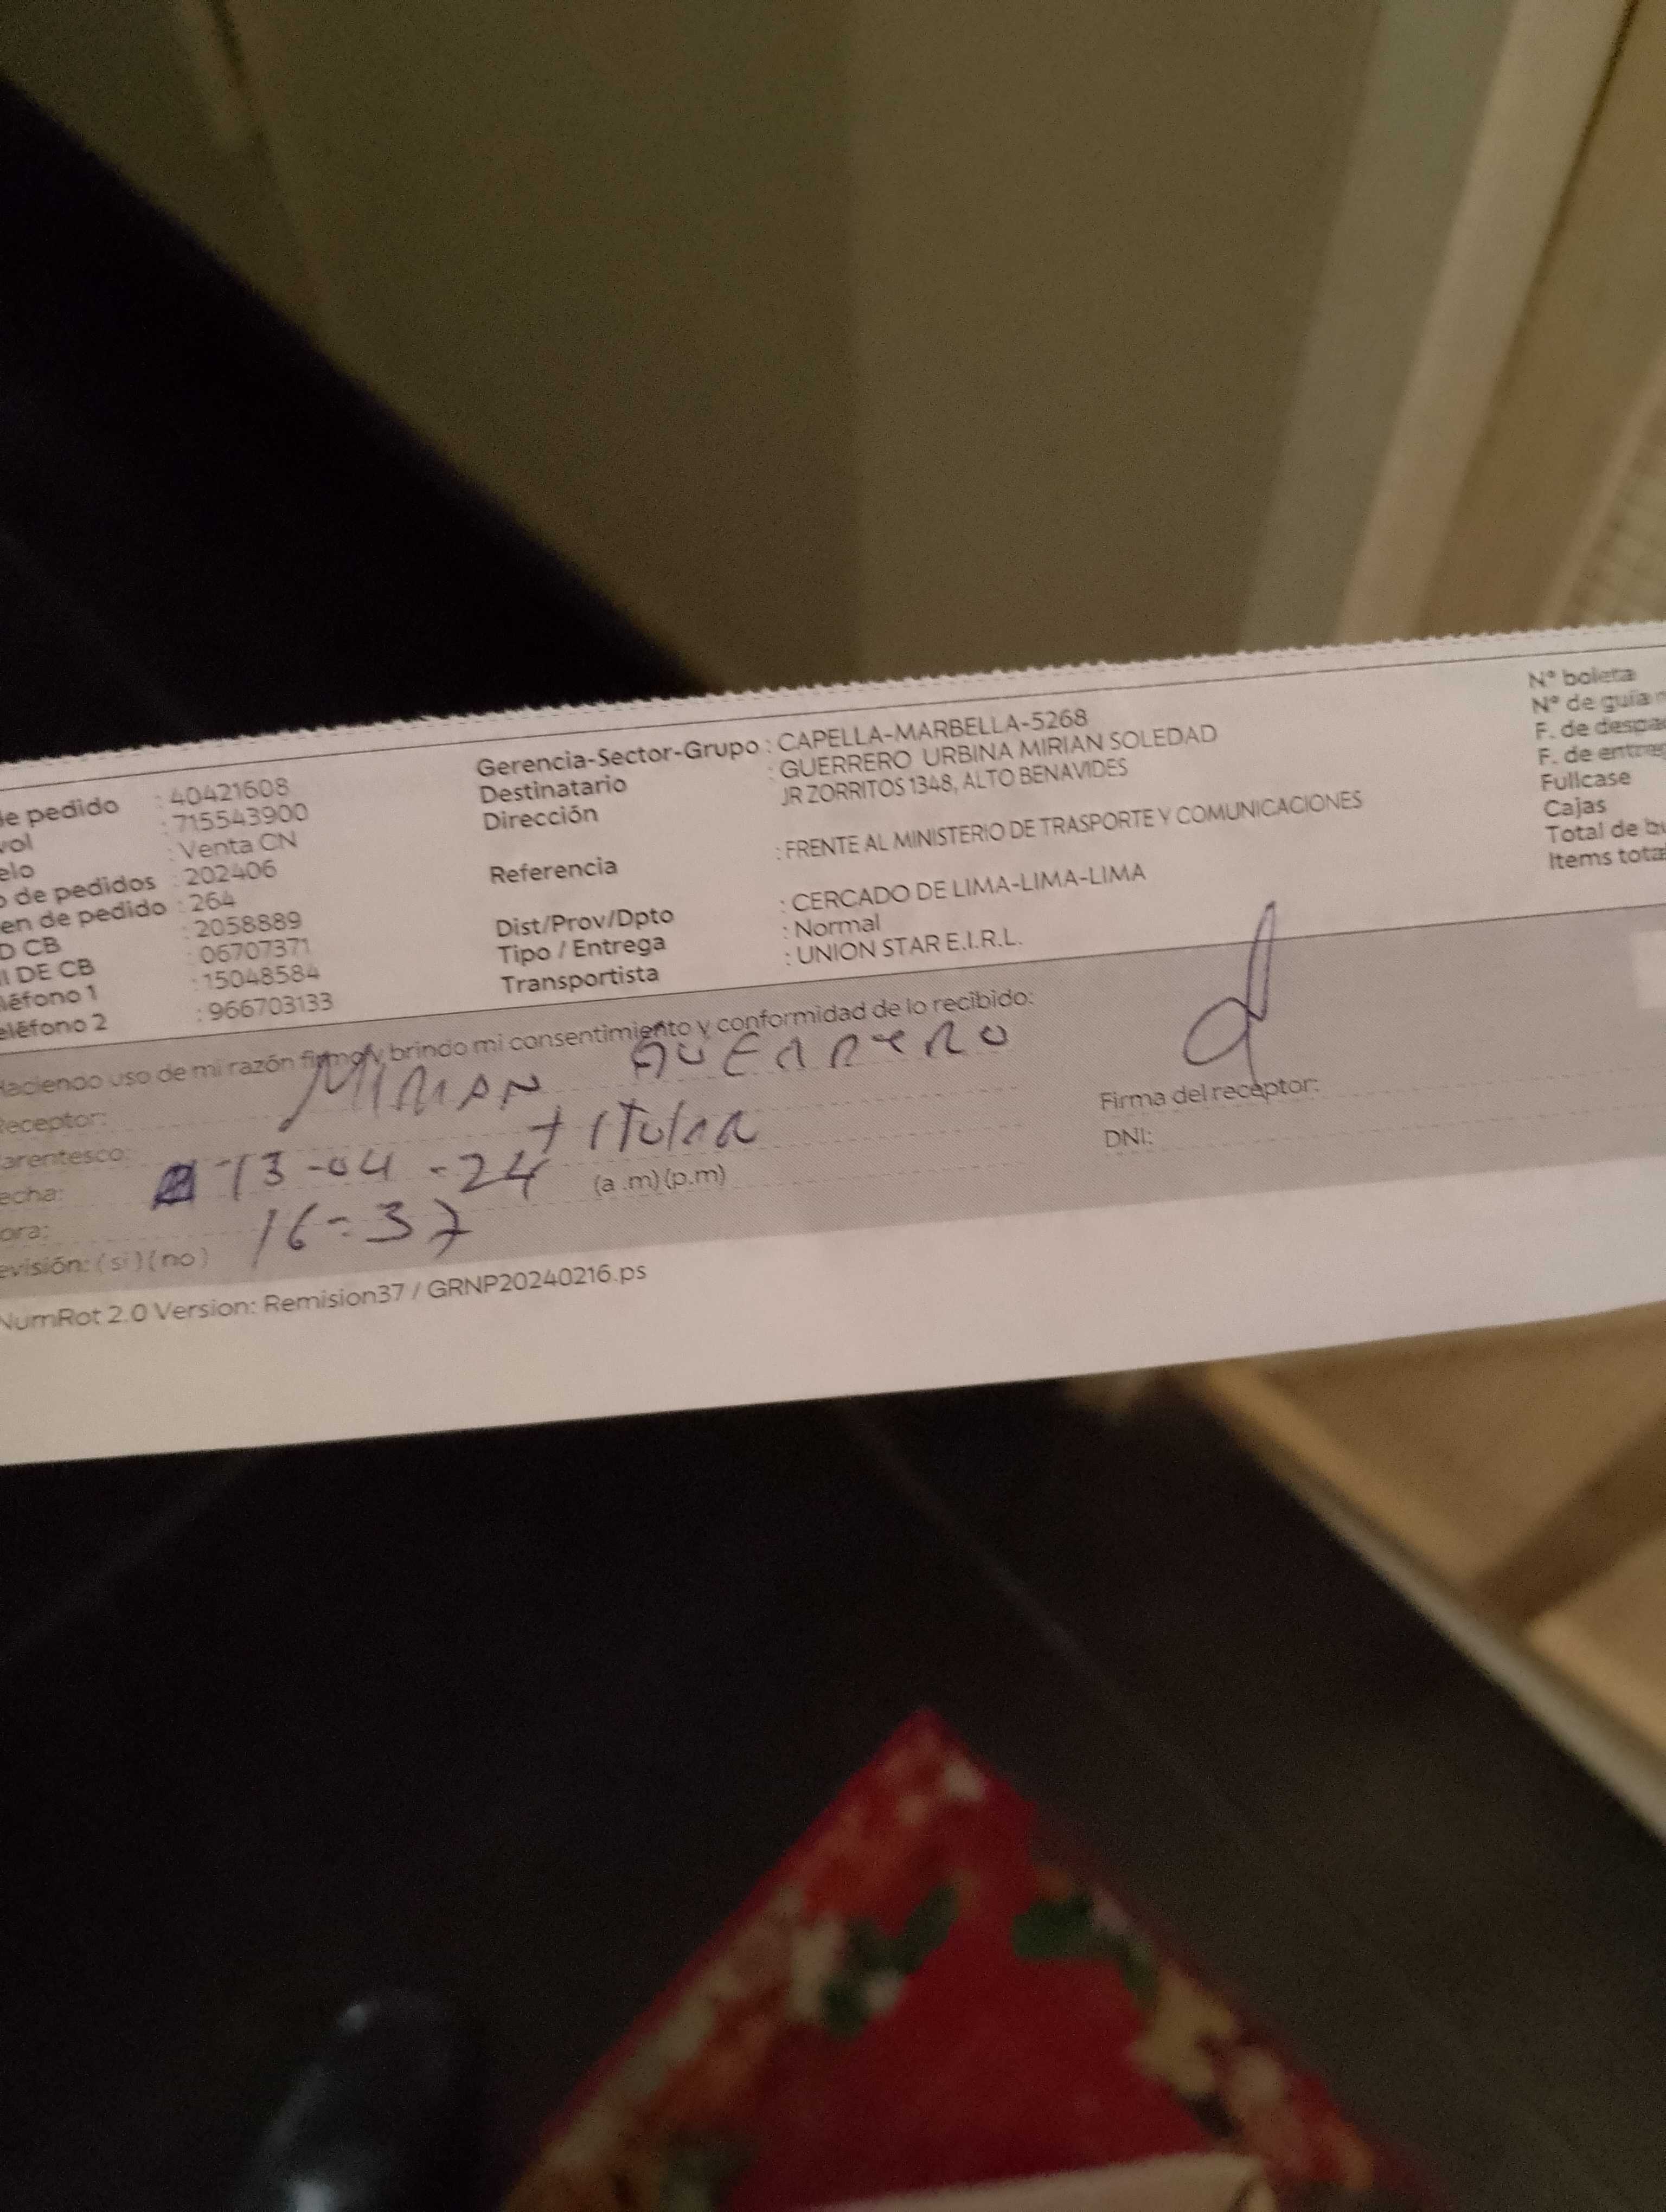 de pedido : 40421608
vol : 715543900
elo : Venta CN
o de pedidos : 202406
en de pedido : 264
D CB : 2058889
I DE CB : 06707371
léfono 1 : 15048584
eléfono 2 : 966703133
Gerencia-Sector-Grupo : CAPELLA-MARBELLA-5268
Destinatario : GUERRERO URBINA MIRIAN SOLEDAD
Dirección JR ZORRITOS 1348, ALTO BENAVIDES
Referencia : FRENTE AL MINISTERIO DE TRASPORTE Y COMUNICACIONES
Dist/Prov/Dpto : CERCADO DE LIMA-LIMA-LIMA
Tipo / Entrega : Normal
Transportista : UNION STAR E.I.R.L.
N° boleta
N° de guía
F. de despa
F. de entreg
Fullcase
Cajas
Total de bu
Items tota
Haciendo uso de mi razón firmo y brindo mi consentimiento y conformidad de lo recibido:
Receptor: MIRIAN GUERRERO
arentesco: titular
echa: 13-04-24
ora: 16:37 (a.m) (p.m)
evisión: (si) (no)
Firma del receptor:
DNI:
NumRot 2.0 Version: Remision37 / GRNP20240216.ps